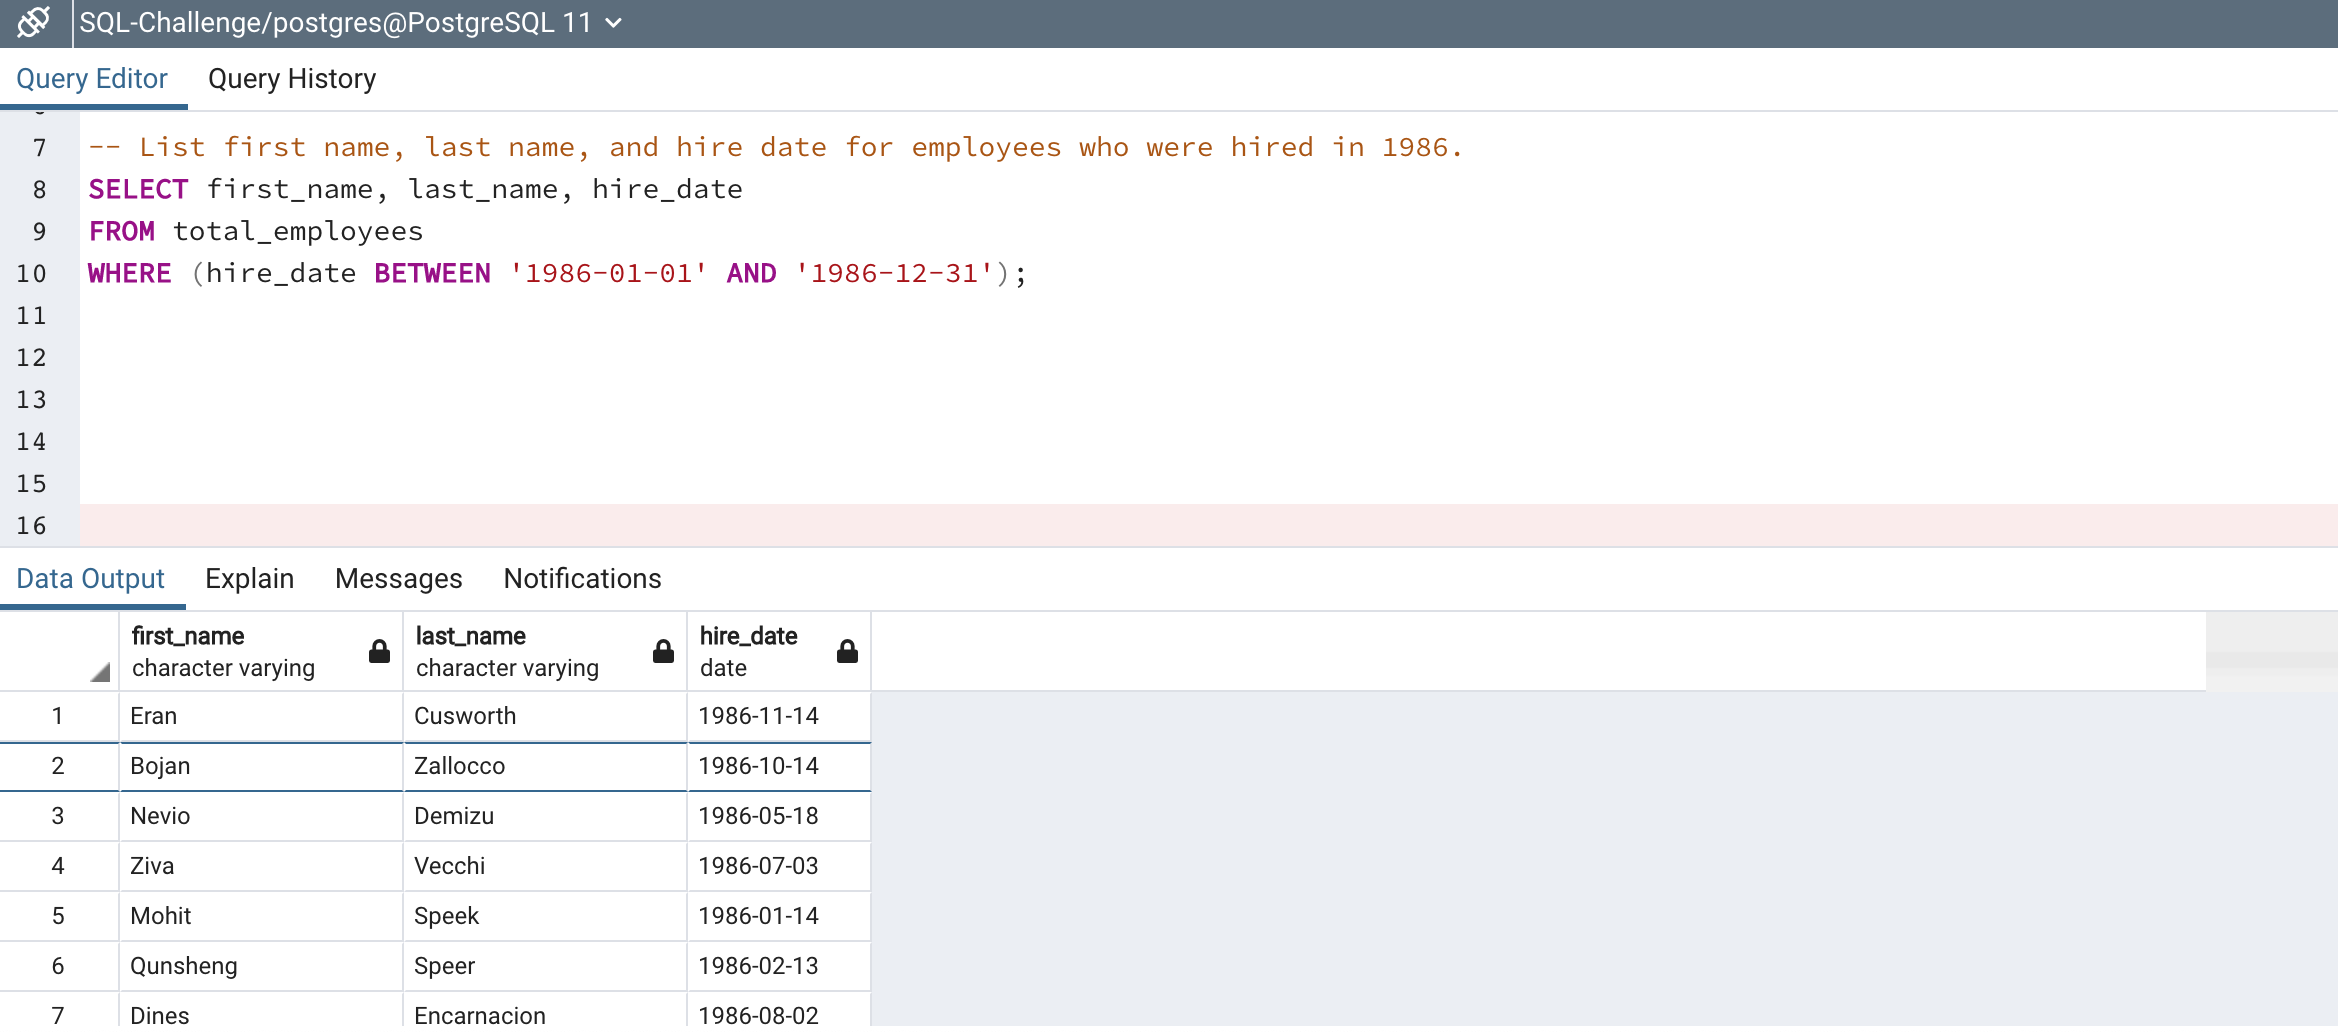 SQL-Challenge/postgres@PostgreSQL 11
Query Editor Query History
7 -- List first name, last name, and hire date for employees who were hired in 1986.
8 SELECT first_name, last_name, hire_date
9 FROM total_employees
10 WHERE (hire_date BETWEEN '1986-01-01' AND '1986-12-31');
11
12
13
14
15
16
Data Output Explain Messages Notifications
first_name last_name hire_date
character varying character varying date
1 Eran Cusworth 1986-11-14
2 Bojan Zallocco 1986-10-14
3 Nevio Demizu 1986-05-18
4 Ziva Vecchi 1986-07-03
5 Mohit Speek 1986-01-14
6 Qunsheng Speer 1986-02-13
7 Dines Encarnacion 1986-08-02